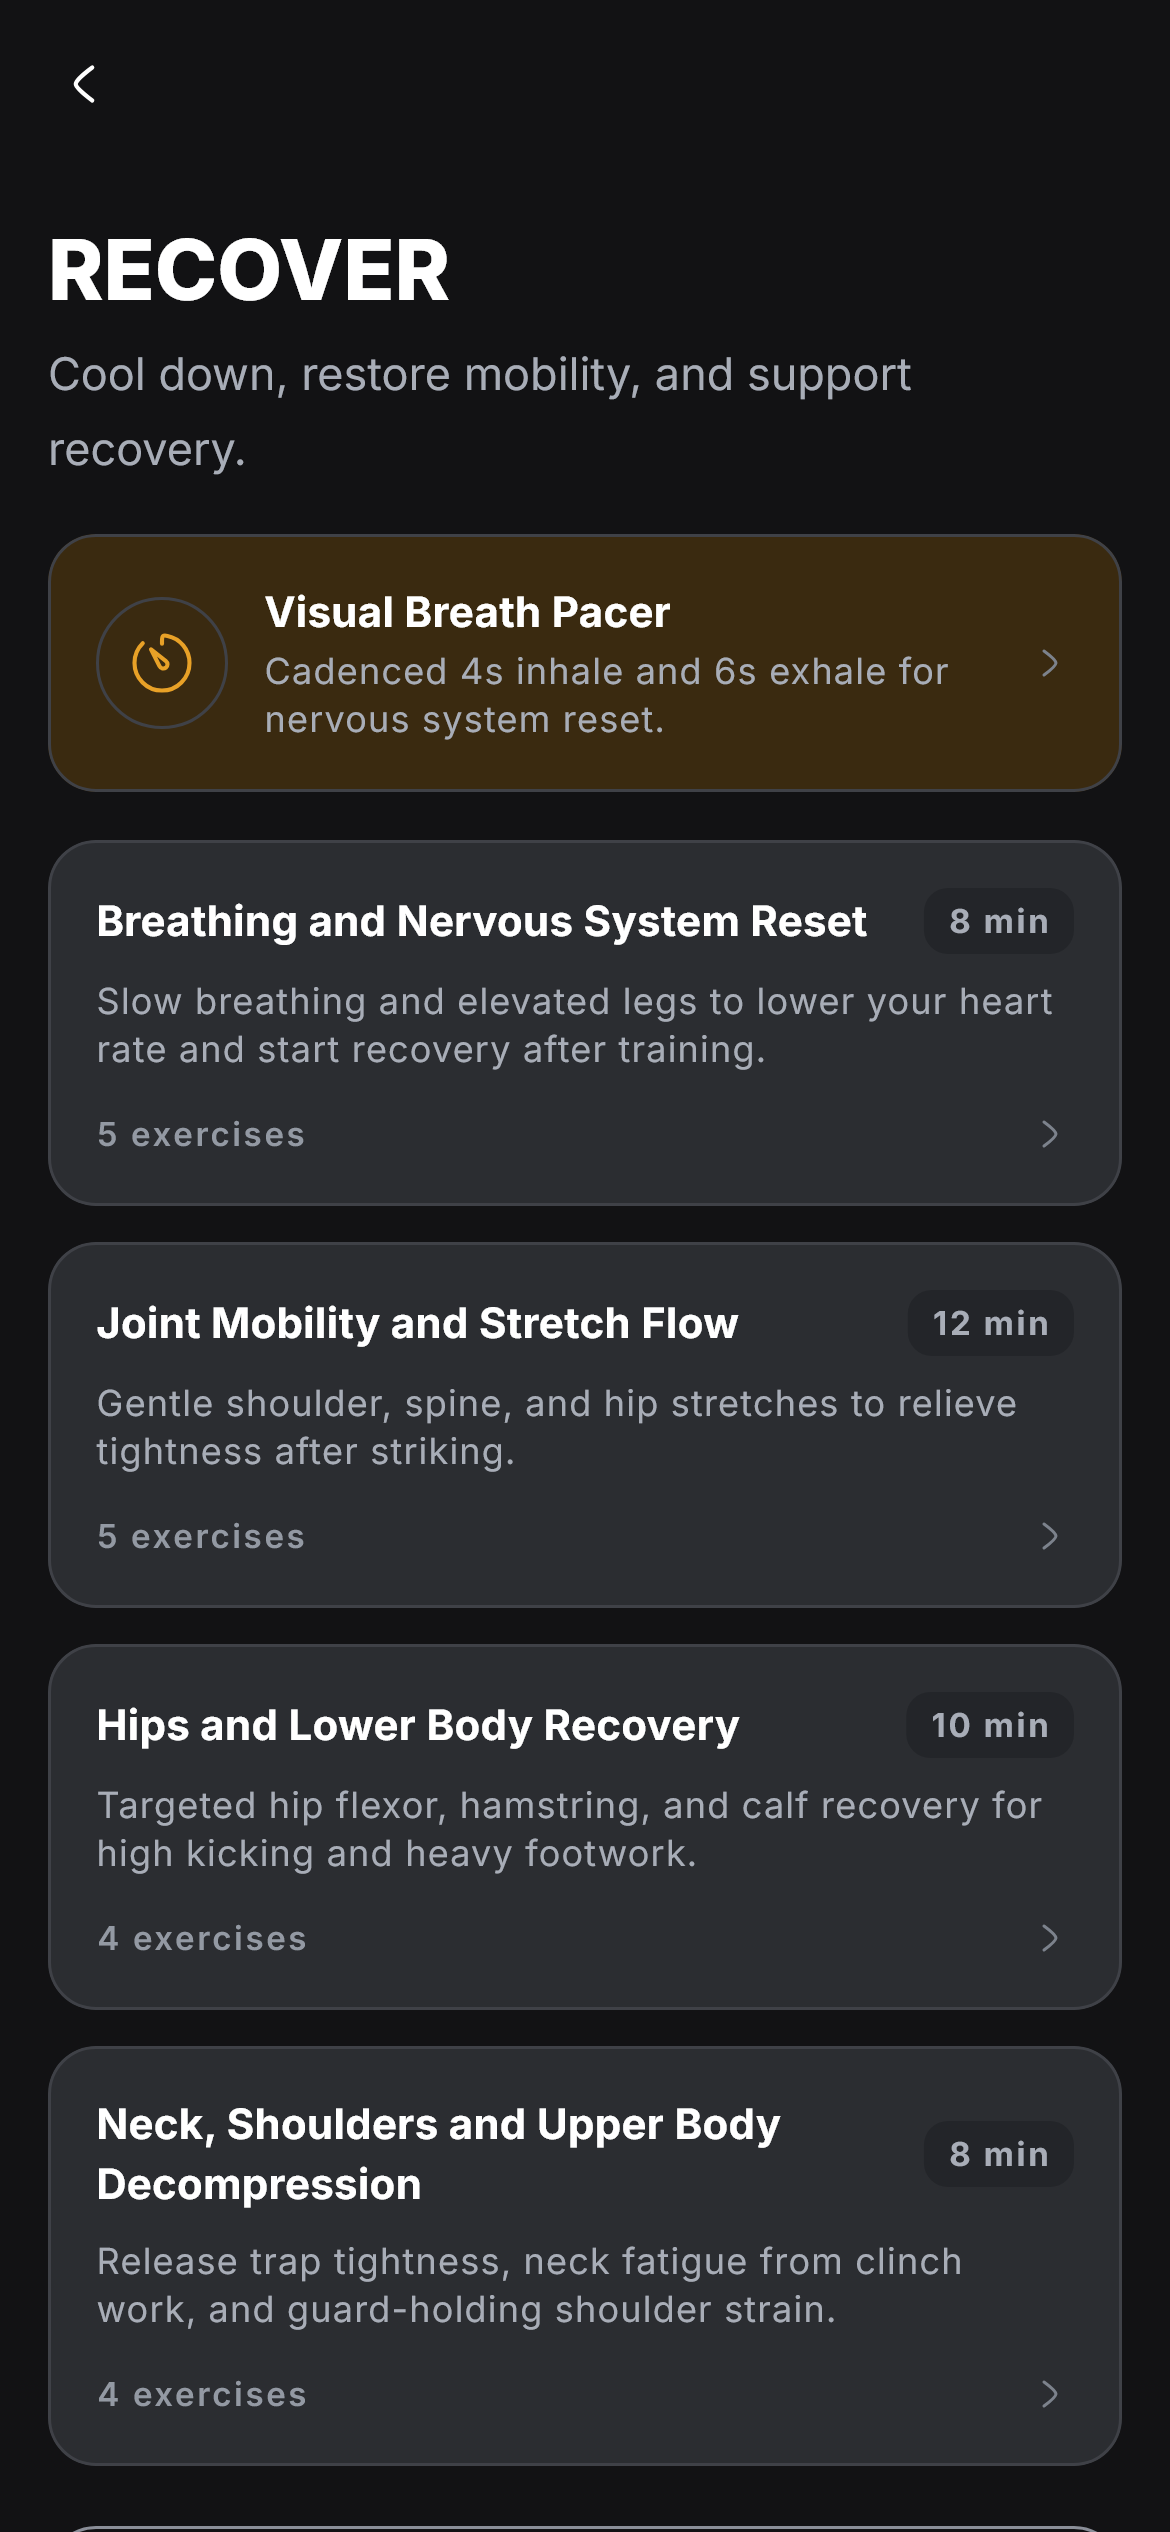 RECOVER
Cool down, restore mobility, and support
recovery.
Visual Breath Pacer
Cadenced 4s inhale and 6s exhale for
nervous system reset.
Breathing and Nervous System Reset
8 min
Slow breathing and elevated legs to lower your heart
rate and start recovery after training.
5 exercises
Joint Mobility and Stretch Flow
12 min
Gentle shoulder, spine, and hip stretches to relieve
tightness after striking.
5 exercises
Hips and Lower Body Recovery
10 min
Targeted hip flexor, hamstring, and calf recovery for
high kicking and heavy footwork.
4 exercises
Neck, Shoulders and Upper Body
Decompression
8 min
Release trap tightness, neck fatigue from clinch
work, and guard-holding shoulder strain.
4 exercises